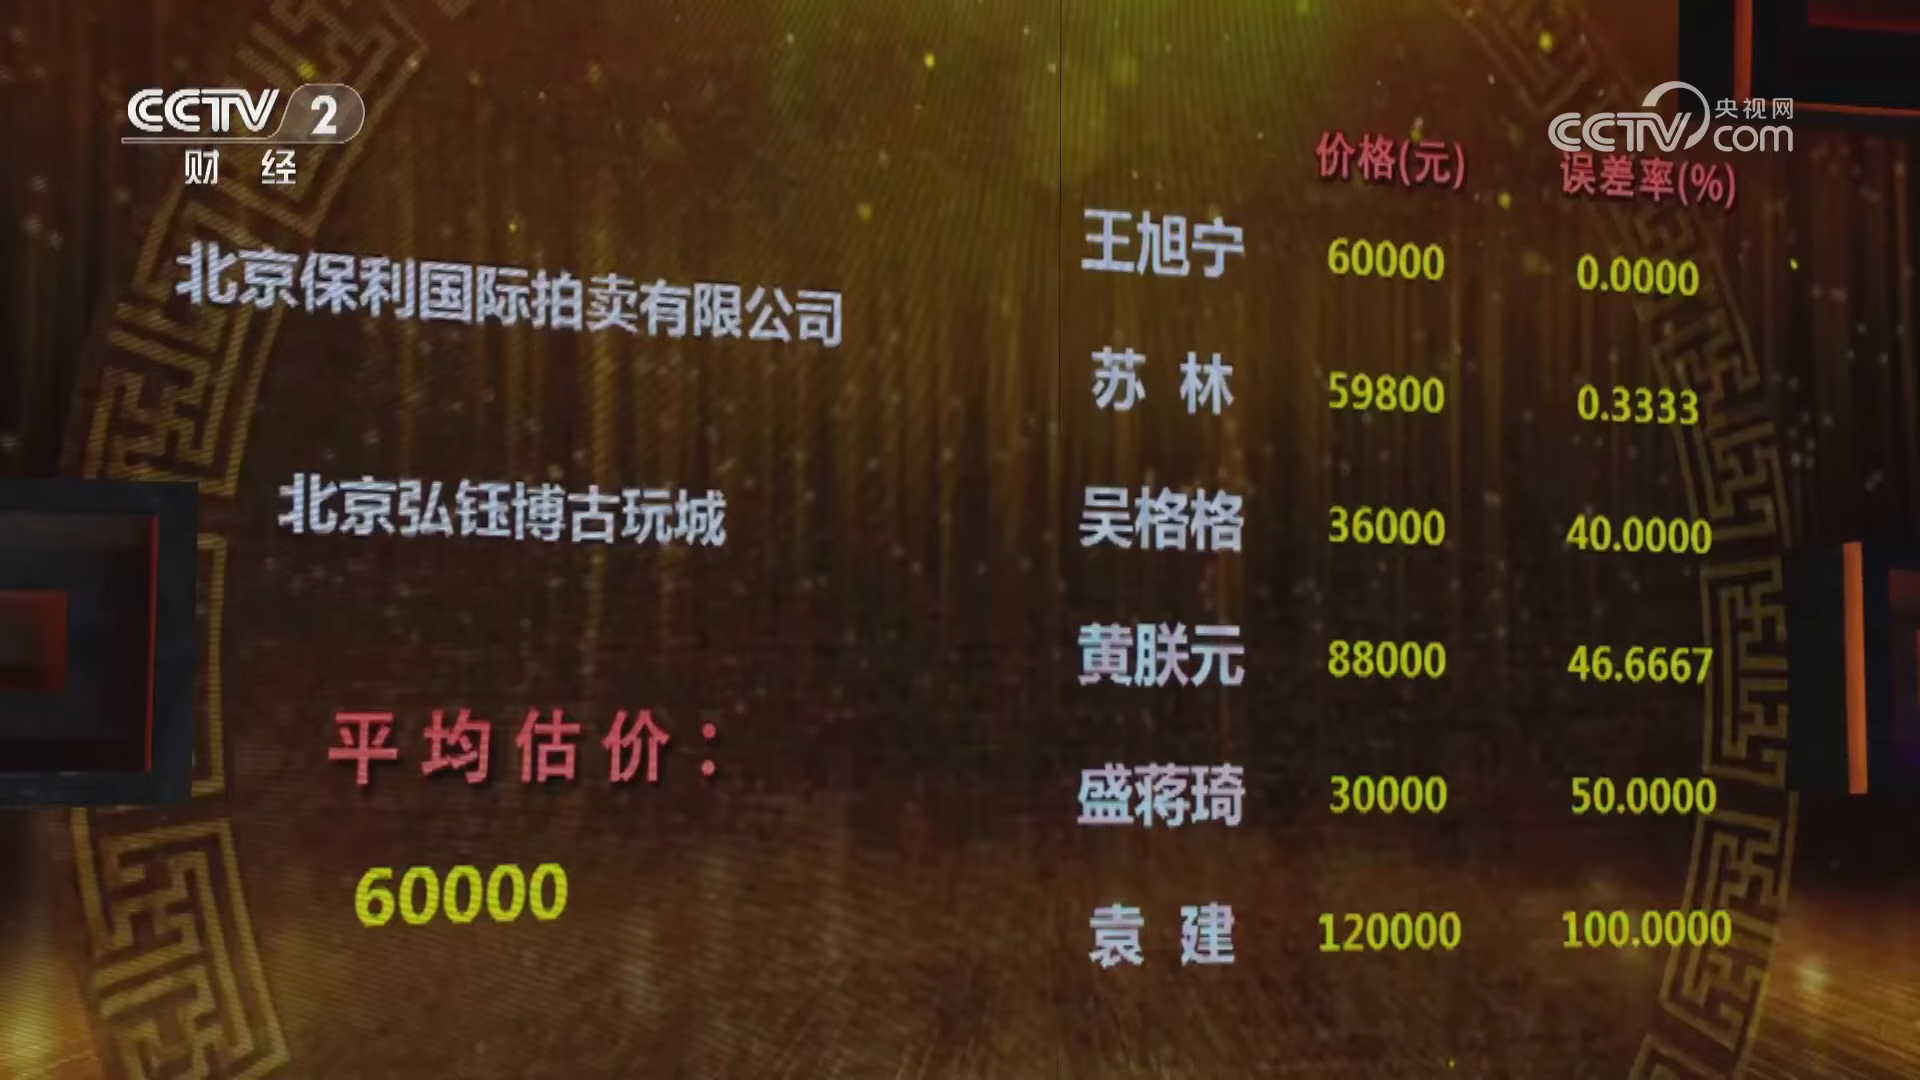 CCTV 2
财 经
央视网
CCTV.com
北京保利国际拍卖有限公司
北京弘钰博古玩城
平均估价：
60000
价格(元) 误差率(%)
王旭宁 60000 0.0000
苏 林 59800 0.3333
吴格格 36000 40.0000
黄朕元 88000 46.6667
盛蒋琦 30000 50.0000
袁 建 120000 100.0000